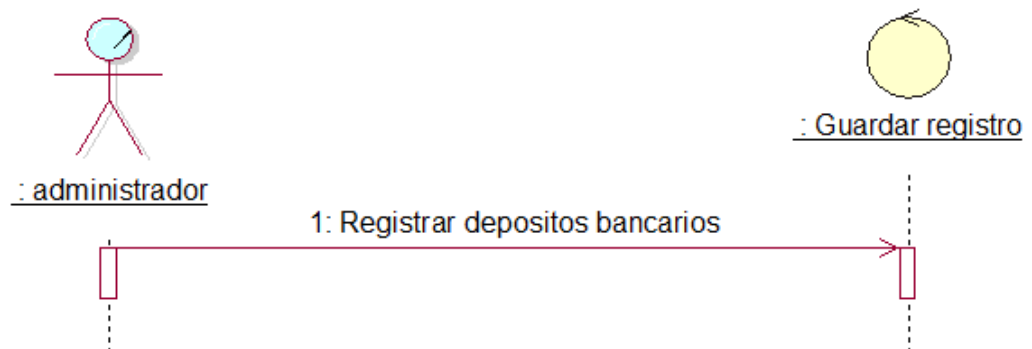 : Guardar registro
: administrador
1: Registrar depositos bancarios